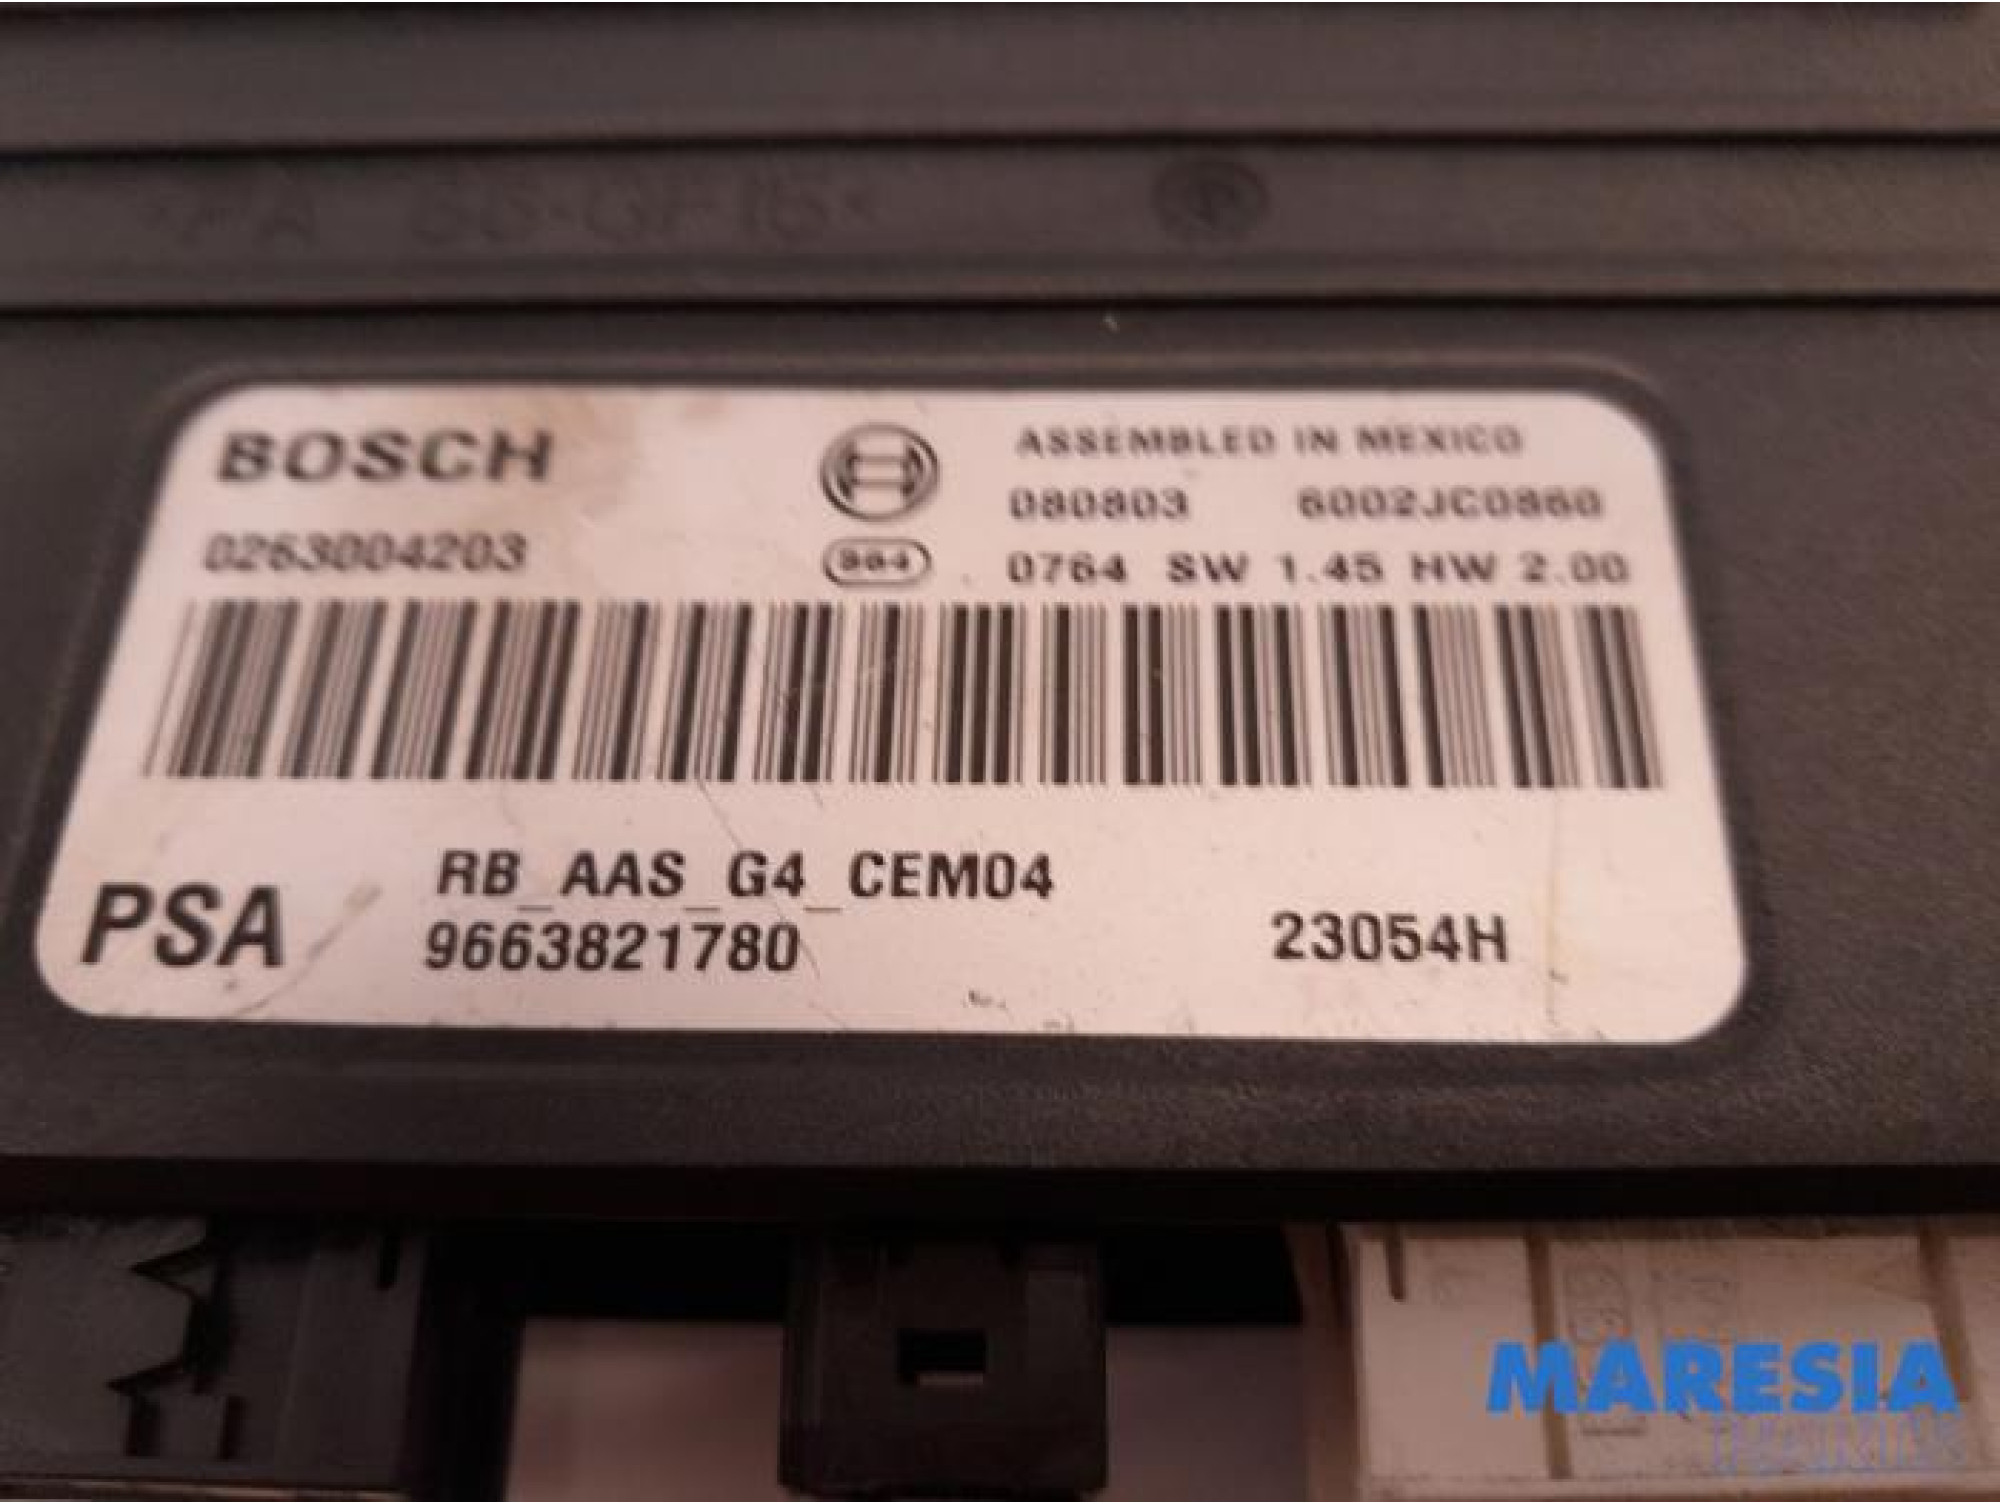 BOSCH
ASSEMBLED IN MEXICO
080803 6002JC0860
0263004203
0764 SW 1.45 HW 2.00
RB_AAS_G4_CEM04
PSA
9663821780
23054H
MARESIA
PARTS